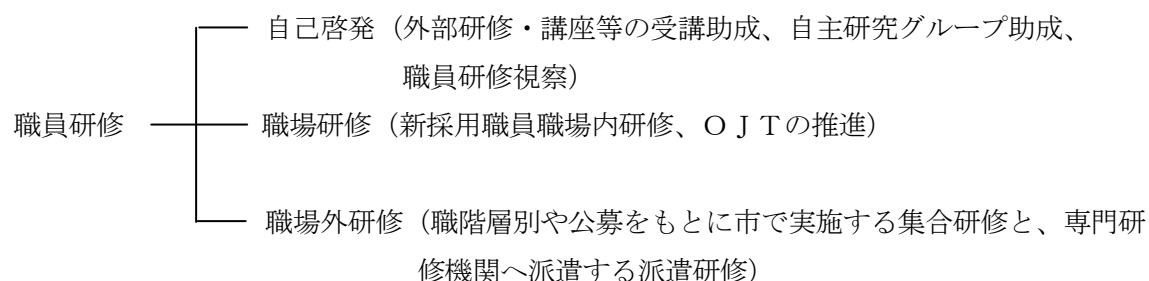 自己啓発（外部研修・講座等の受講助成、自主研究グループ助成、
職員研修視察）
職員研修 職場研修（新採用職員職場内研修、ＯＪＴの推進）
職場外研修（職階層別や公募をもとに市で実施する集合研修と、専門研
修機関へ派遣する派遣研修）